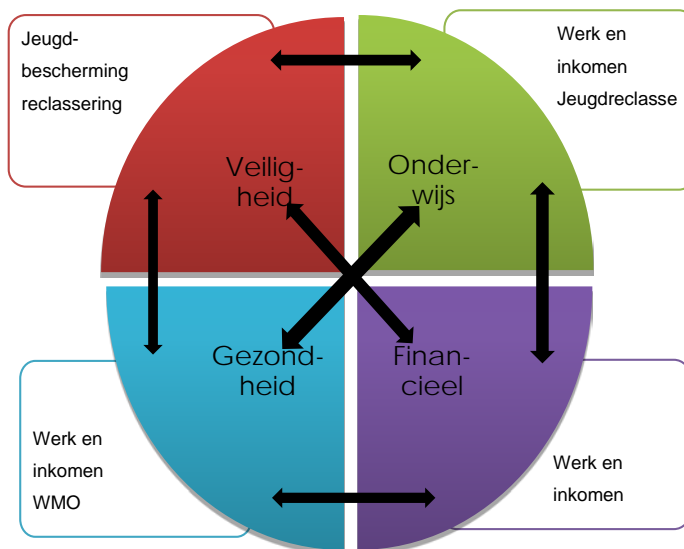 Jeugd-
bescherming
reclassering
Werk en
inkomen
Jeugdreclasse
Veilig-
heid
Onder-
wijs
Gezond-
heid
Financ-
cieel
Werk en
inkomen
WMO
Werk en
inkomen